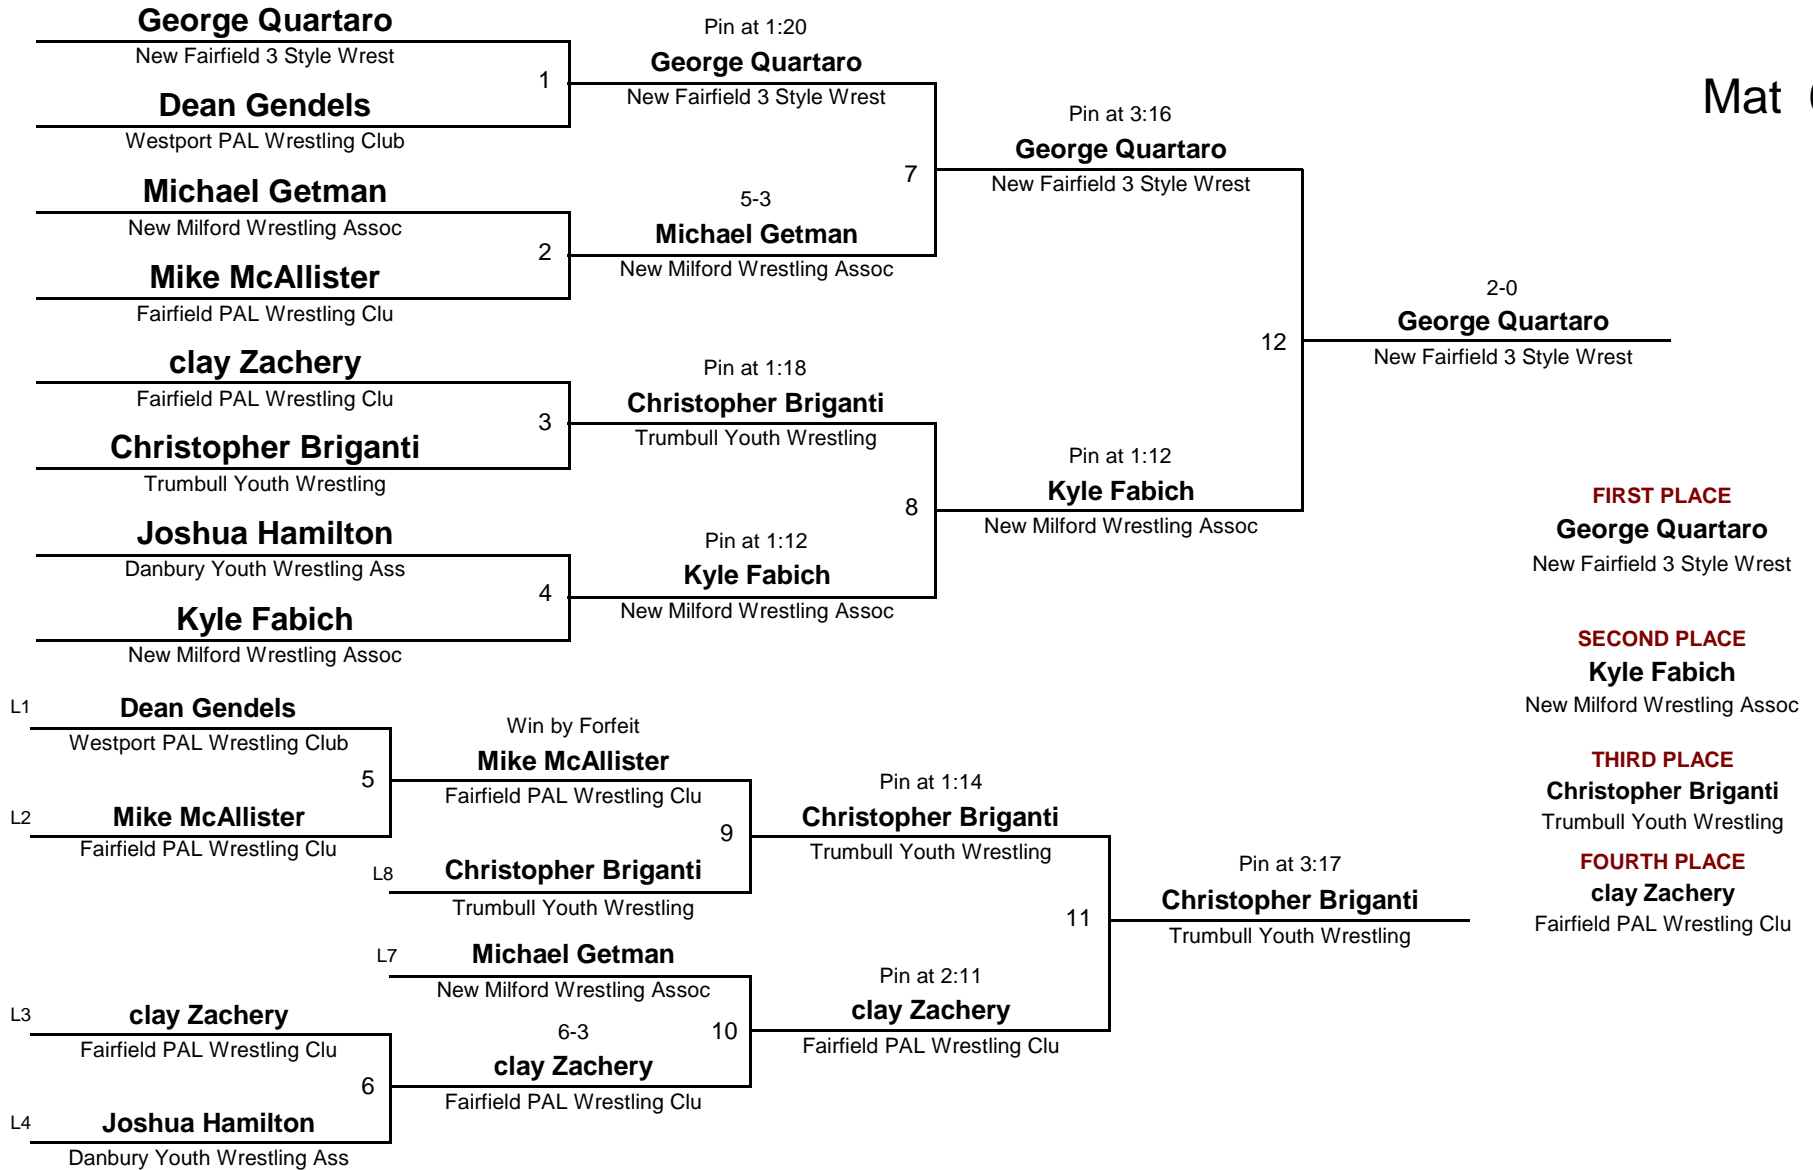 George Quartaro
New Fairfield 3 Style Wrest
1
Dean Gendels
Westport PAL Wrestling Club
Michael Getman
New Milford Wrestling Assoc
2
Mike McAllister
Fairfield PAL Wrestling Clu
clay Zachery
Fairfield PAL Wrestling Clu
3
Christopher Briganti
Trumbull Youth Wrestling
Joshua Hamilton
Danbury Youth Wrestling Ass
4
Kyle Fabich
New Milford Wrestling Assoc
Pin at 1:20
George Quartaro
New Fairfield 3 Style Wrest
7
5-3
Michael Getman
New Milford Wrestling Assoc
Pin at 1:18
Christopher Briganti
Trumbull Youth Wrestling
8
Pin at 1:12
Kyle Fabich
New Milford Wrestling Assoc
Pin at 3:16
George Quartaro
New Fairfield 3 Style Wrest
12
Pin at 1:12
Kyle Fabich
New Milford Wrestling Assoc
2-0
George Quartaro
New Fairfield 3 Style Wrest
Mat
FIRST PLACE
George Quartaro
New Fairfield 3 Style Wrest
SECOND PLACE
Kyle Fabich
New Milford Wrestling Assoc
THIRD PLACE
Christopher Briganti
Trumbull Youth Wrestling
FOURTH PLACE
clay Zachery
Fairfield PAL Wrestling Clu
L1
Dean Gendels
Westport PAL Wrestling Club
5
L2
Mike McAllister
Fairfield PAL Wrestling Clu
L3
clay Zachery
Fairfield PAL Wrestling Clu
6
L4
Joshua Hamilton
Danbury Youth Wrestling Ass
Win by Forfeit
Mike McAllister
Fairfield PAL Wrestling Clu
9
L8
Christopher Briganti
Trumbull Youth Wrestling
L7
Michael Getman
New Milford Wrestling Assoc
10
6-3
clay Zachery
Fairfield PAL Wrestling Clu
Pin at 1:14
Christopher Briganti
Trumbull Youth Wrestling
11
Pin at 2:11
clay Zachery
Fairfield PAL Wrestling Clu
Pin at 3:17
Christopher Briganti
Trumbull Youth Wrestling